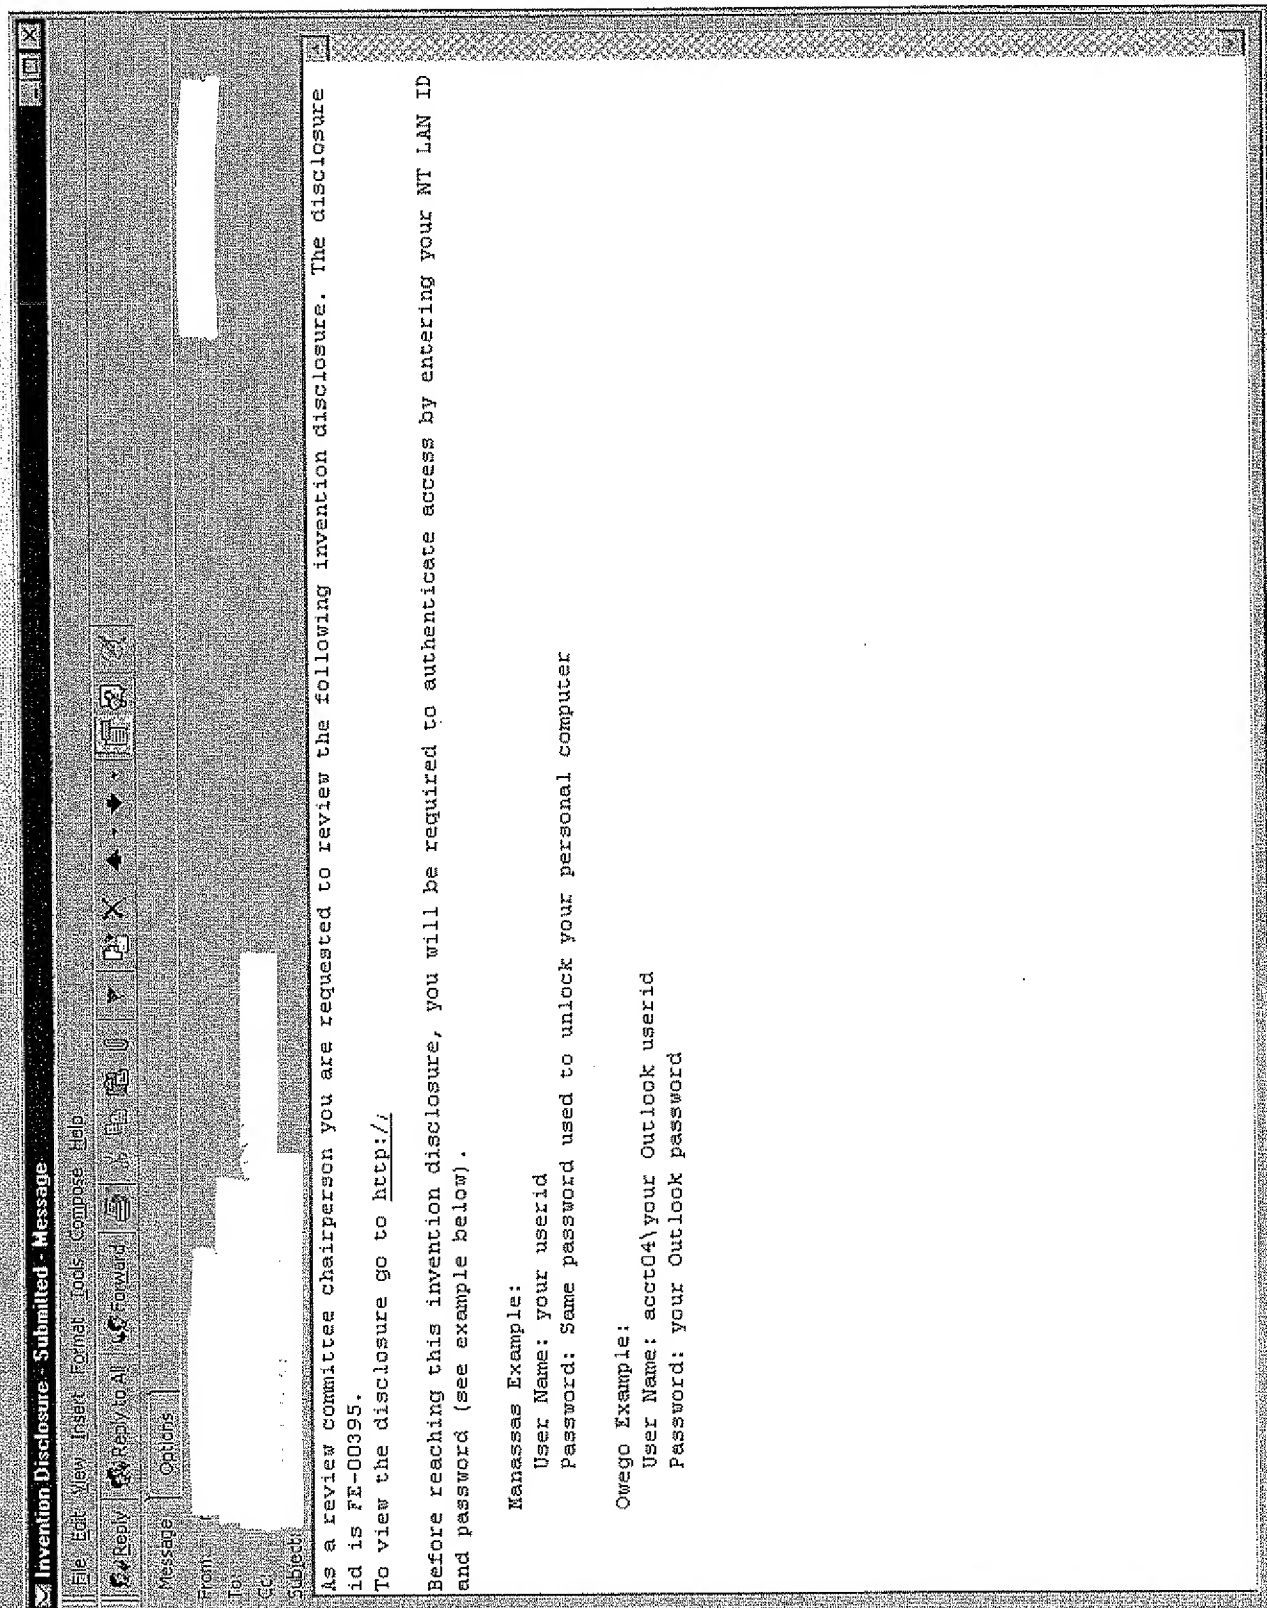 Invention Disclosure - Submitted - Message
File Edit View Insert Format Tools Compose Help
Reply Reply to All Forward
Message Options
From:
To:
Cc:
Subject:
As a review committee chairperson you are requested to review the following invention disclosure. The disclosure
id is FE-00395.
To view the disclosure go to http://
Before reaching this invention disclosure, you will be required to authenticate access by entering your NT LAN ID
and password (see example below).
Manassas Example:
User Name: your userid
Password: Same password used to unlock your personal computer
Owego Example:
User Name: acct04\your Outlook userid
Password: your Outlook password